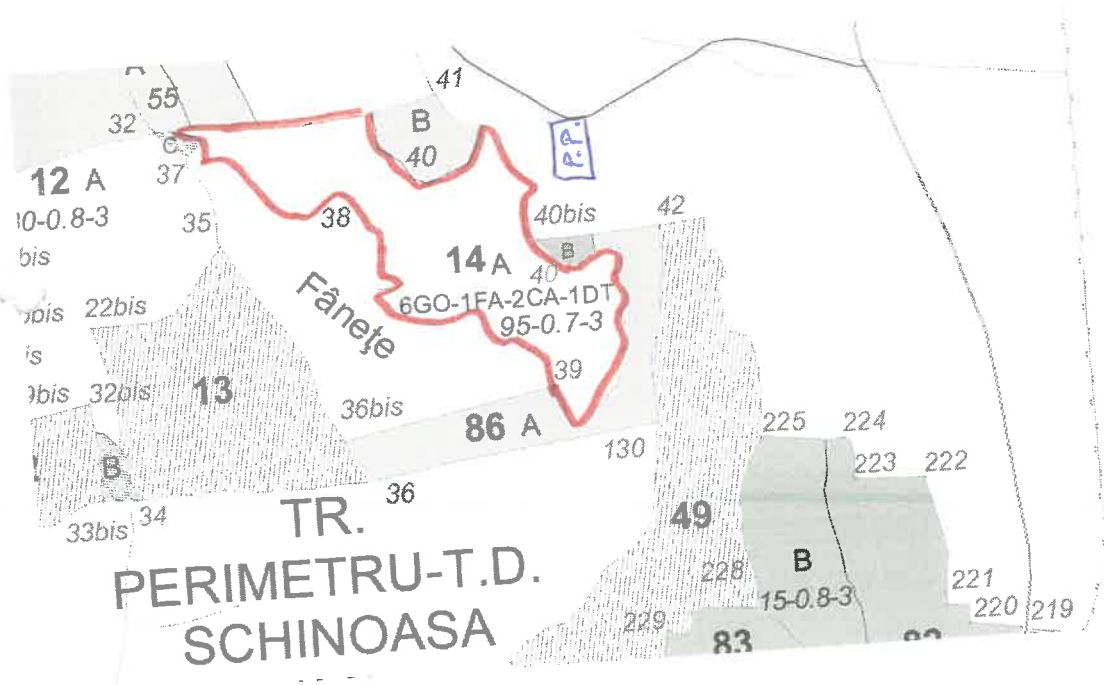 A
55
41
32
B
40
P.P.
C
37
12 A
0-0.8-3
bis
35
38
40bis
42
B
14 A
40
6GO-1FA-2CA-1DT
95-0.7-3
Fânețe
22bis
39
9bis
32bis
13
36bis
86 A
130
225
224
223
222
B
36
34
33bis
49
TR.
PERIMETRU-T.D.
SCHINOASA
228
B
15-0.8-3
221
220
219
229
83
82